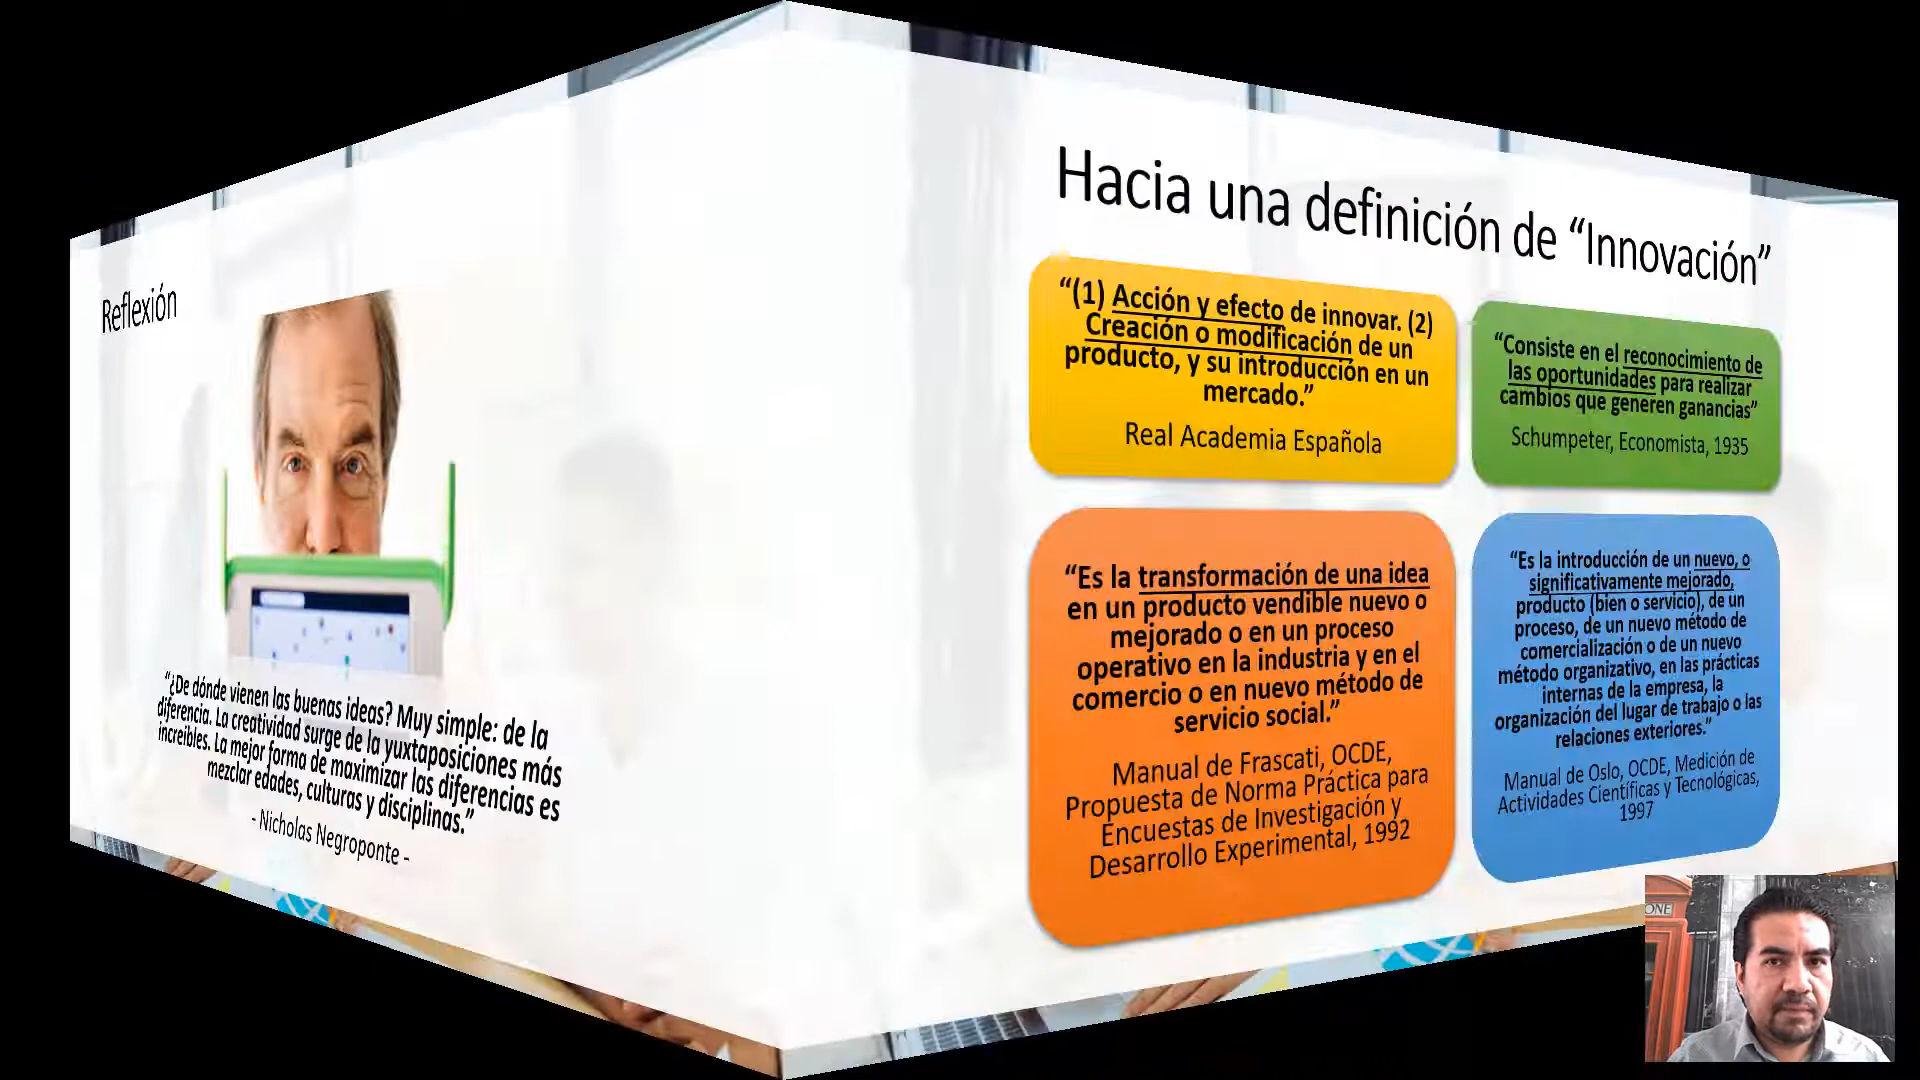 Reflexión
“¿De dónde vienen las buenas ideas? Muy simple: de la
diferencia. La creatividad surge de la yuxtaposiciones más
increíbles. La mejor forma de maximizar las diferencias es
mezclar edades, culturas y disciplinas.”
- Nicholas Negroponte -
Hacia una definición de “Innovación”
“(1) Acción y efecto de innovar. (2)
Creación o modificación de un
producto, y su introducción en un
mercado.”
Real Academia Española
“Consiste en el reconocimiento de
las oportunidades para realizar
cambios que generen ganancias”
Schumpeter, Economista, 1935
“Es la transformación de una idea
en un producto vendible nuevo o
mejorado o en un proceso
operativo en la industria y en el
comercio o en nuevo método de
servicio social.”
Manual de Frascati, OCDE,
Propuesta de Norma Práctica para
Encuestas de Investigación y
Desarrollo Experimental, 1992
“Es la introducción de un nuevo, o
significativamente mejorado,
producto (bien o servicio), de un
proceso, de un nuevo método de
comercialización o de un nuevo
método organizativo, en las prácticas
internas de la empresa, la
organización del lugar de trabajo o las
relaciones exteriores.”
Manual de Oslo, OCDE, Medición de
Actividades Científicas y Tecnológicas,
1997
ONE